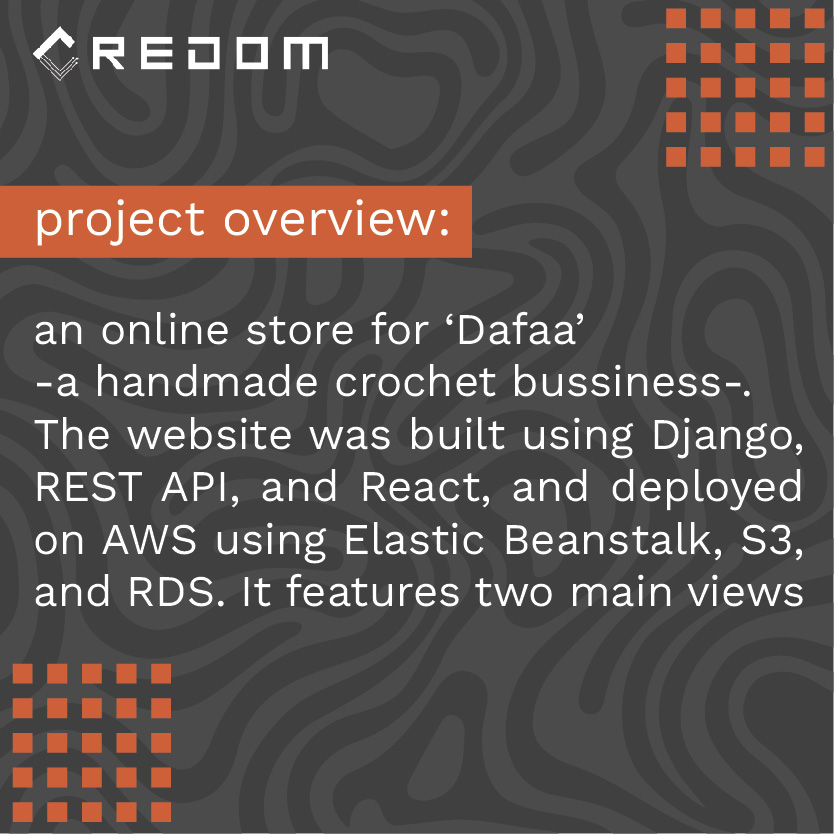 CREDOM
project overview:
an online store for ‘Dafaa’
-a handmade crochet bussiness-.
The website was built using Django,
REST API, and React, and deployed
on AWS using Elastic Beanstalk, S3,
and RDS. It features two main views